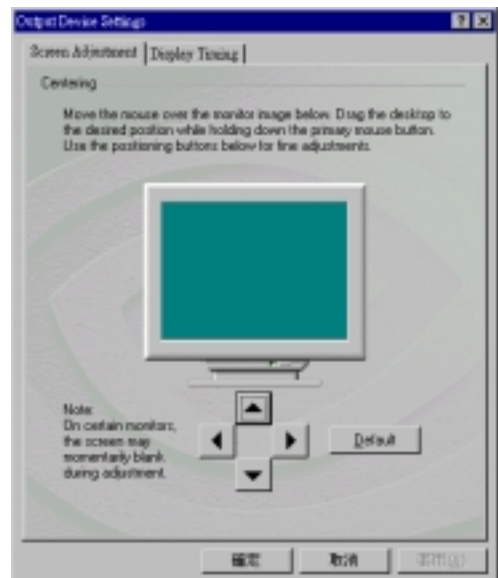 Output Device Settings
Screen Adjustment
Display Timing
Centering
Move the mouse over the monitor image below. Drag the desktop to
the desired position while holding down the primary mouse button.
Use the positioning buttons below for fine adjustments.
Note:
On certain monitors,
the screen may
momentarily blank
during adjustment.
Default
確定
取消
套用(A)